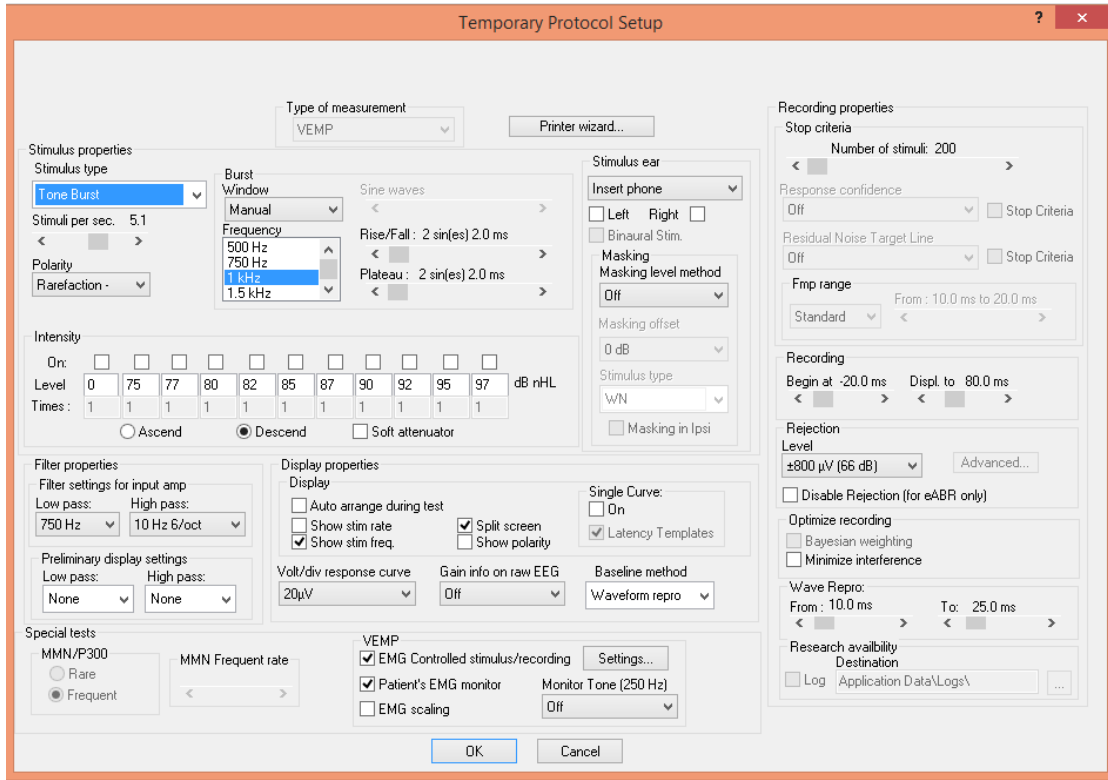 Temporary Protocol Setup
? ×
Type of measurement
VEMP
Printer wizard...
Stimulus properties
Stimulus type
Tone Burst
Stimuli per sec. 5.1
Polarity
Rarefaction -
Burst
Window
Manual
Frequency
500 Hz
750 Hz
1 kHz
1.5 kHz
Sine waves
Rise/Fall : 2 sin(es) 2.0 ms
Plateau : 2 sin(es) 2.0 ms
Stimulus ear
Insert phone
Left Right
Binaural Stim.
Masking
Masking level method
Off
Masking offset
0 dB
Stimulus type
WN
Masking in Ipsi
Intensity
On:
Level 0 75 77 80 82 85 87 90 92 95 97 dB nHL
Times : 1 1 1 1 1 1 1 1 1 1 1
Ascend Descend Soft attenuator
Filter properties
Filter settings for input amp
Low pass: High pass:
750 Hz 10 Hz 6/oct
Preliminary display settings
Low pass: High pass:
None None
Display properties
Display
Auto arrange during test
Show stim rate Split screen
Show stim freq. Show polarity
Single Curve:
On
Latency Templates
Volt/div response curve Gain info on raw EEG Baseline method
20µV Off Waveform repro
Special tests
MMN/P300
Rare
Frequent
MMN Frequent rate
VEMP
EMG Controlled stimulus/recording Settings...
Patient's EMG monitor Monitor Tone (250 Hz)
EMG scaling Off
Recording properties
Stop criteria
Number of stimuli: 200
Response confidence
Off Stop Criteria
Residual Noise Target Line
Off Stop Criteria
Fmp range
Standard From : 10.0 ms to 20.0 ms
Recording
Begin at -20.0 ms Displ. to 80.0 ms
Rejection
Level
±800 µV (66 dB) Advanced...
Disable Rejection (for eABR only)
Optimize recording
Bayesian weighting
Minimize interference
Wave Repro:
From : 10.0 ms To: 25.0 ms
Research availbility
Destination
Log Application Data\Logs\ ...
OK Cancel